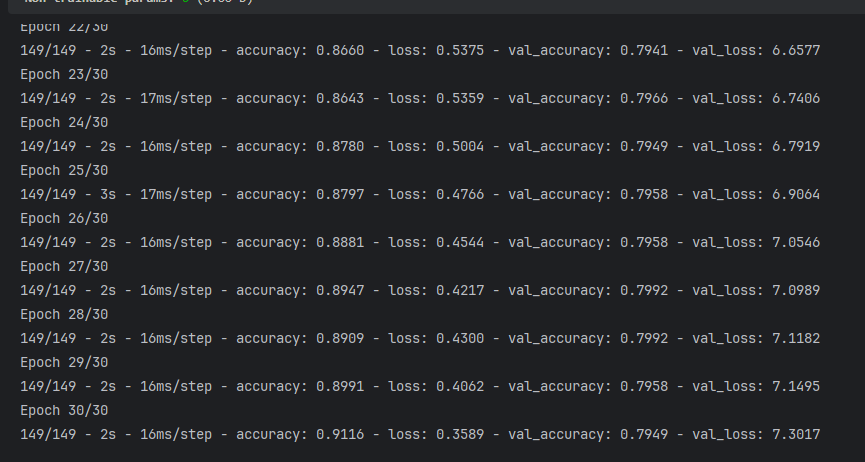 Non-trainable params: 0 (0.00 B)
Epoch 22/30
149/149 - 2s - 16ms/step - accuracy: 0.8660 - loss: 0.5375 - val_accuracy: 0.7941 - val_loss: 6.6577
Epoch 23/30
149/149 - 2s - 17ms/step - accuracy: 0.8643 - loss: 0.5359 - val_accuracy: 0.7966 - val_loss: 6.7406
Epoch 24/30
149/149 - 2s - 16ms/step - accuracy: 0.8780 - loss: 0.5004 - val_accuracy: 0.7949 - val_loss: 6.7919
Epoch 25/30
149/149 - 3s - 17ms/step - accuracy: 0.8797 - loss: 0.4766 - val_accuracy: 0.7958 - val_loss: 6.9064
Epoch 26/30
149/149 - 2s - 16ms/step - accuracy: 0.8881 - loss: 0.4544 - val_accuracy: 0.7958 - val_loss: 7.0546
Epoch 27/30
149/149 - 2s - 16ms/step - accuracy: 0.8947 - loss: 0.4217 - val_accuracy: 0.7992 - val_loss: 7.0989
Epoch 28/30
149/149 - 2s - 16ms/step - accuracy: 0.8909 - loss: 0.4300 - val_accuracy: 0.7992 - val_loss: 7.1182
Epoch 29/30
149/149 - 2s - 16ms/step - accuracy: 0.8991 - loss: 0.4062 - val_accuracy: 0.7958 - val_loss: 7.1495
Epoch 30/30
149/149 - 2s - 16ms/step - accuracy: 0.9116 - loss: 0.3589 - val_accuracy: 0.7949 - val_loss: 7.3017